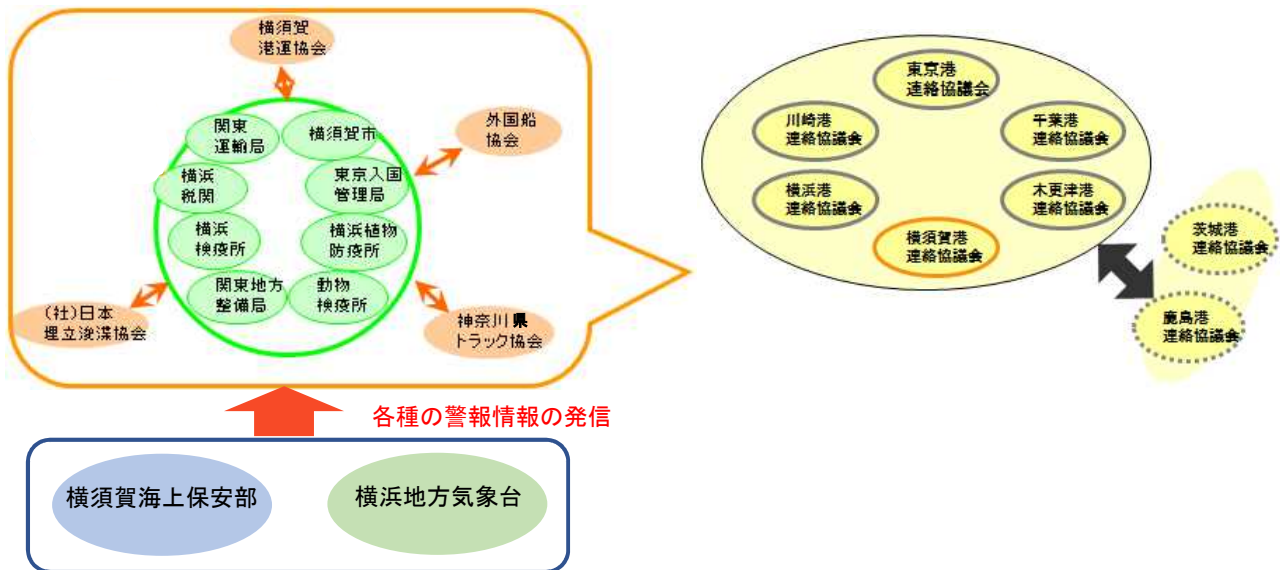 横須賀
港運協会
外国船
協会
関東
運輸局
横須賀市
横浜
税関
東京入国
管理局
横浜
検疫所
横浜植物
防疫所
関東地方
整備局
動物
検疫所
(社)日本
埋立浚渫協会
神奈川県
トラック協会
各種の警報情報の発信
横須賀海上保安部
横浜地方気象台
東京港
連絡協議会
川崎港
連絡協議会
千葉港
連絡協議会
横浜港
連絡協議会
木更津港
連絡協議会
横須賀港
連絡協議会
茨城港
連絡協議会
鹿島港
連絡協議会